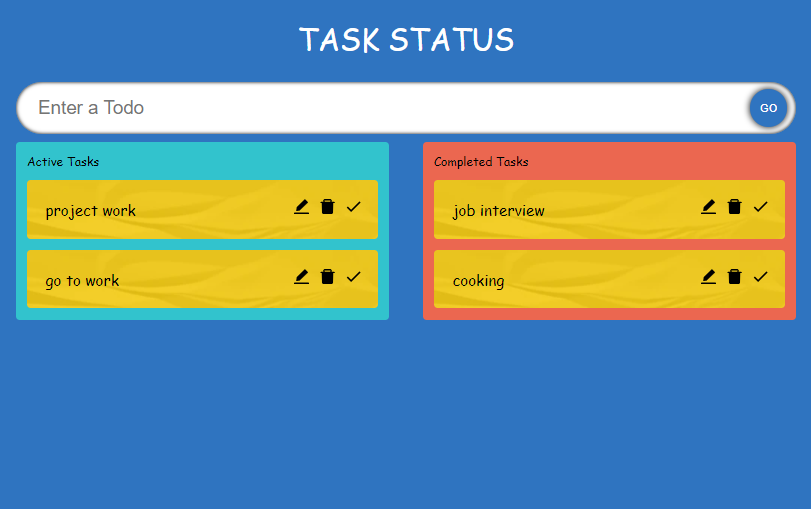 TASK STATUS
Enter a Todo
GO
Active Tasks
project work
go to work
Completed Tasks
job interview
cooking